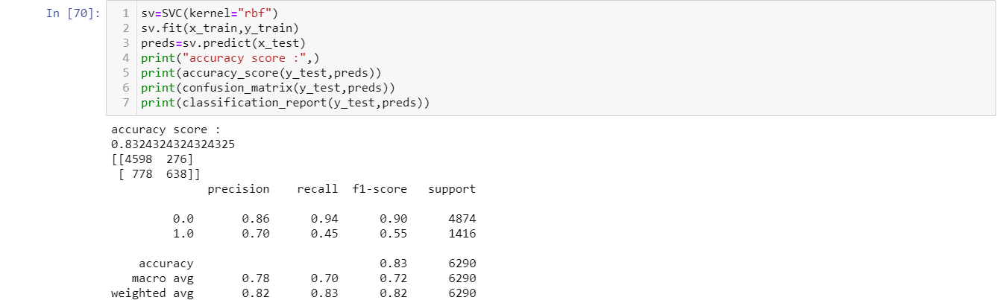 In [70]:
1 sv=SVC(kernel="rbf")
2 sv.fit(x_train,y_train)
3 preds=sv.predict(x_test)
4 print("accuracy score :",)
5 print(accuracy_score(y_test,preds))
6 print(confusion_matrix(y_test,preds))
7 print(classification_report(y_test,preds))
accuracy score :
0.8324324324324325
[[4598  276]
 [ 778  638]]
              precision    recall  f1-score   support
         0.0       0.86      0.94      0.90      4874
         1.0       0.70      0.45      0.55      1416
    accuracy                           0.83      6290
   macro avg       0.78      0.70      0.72      6290
weighted avg       0.82      0.83      0.82      6290